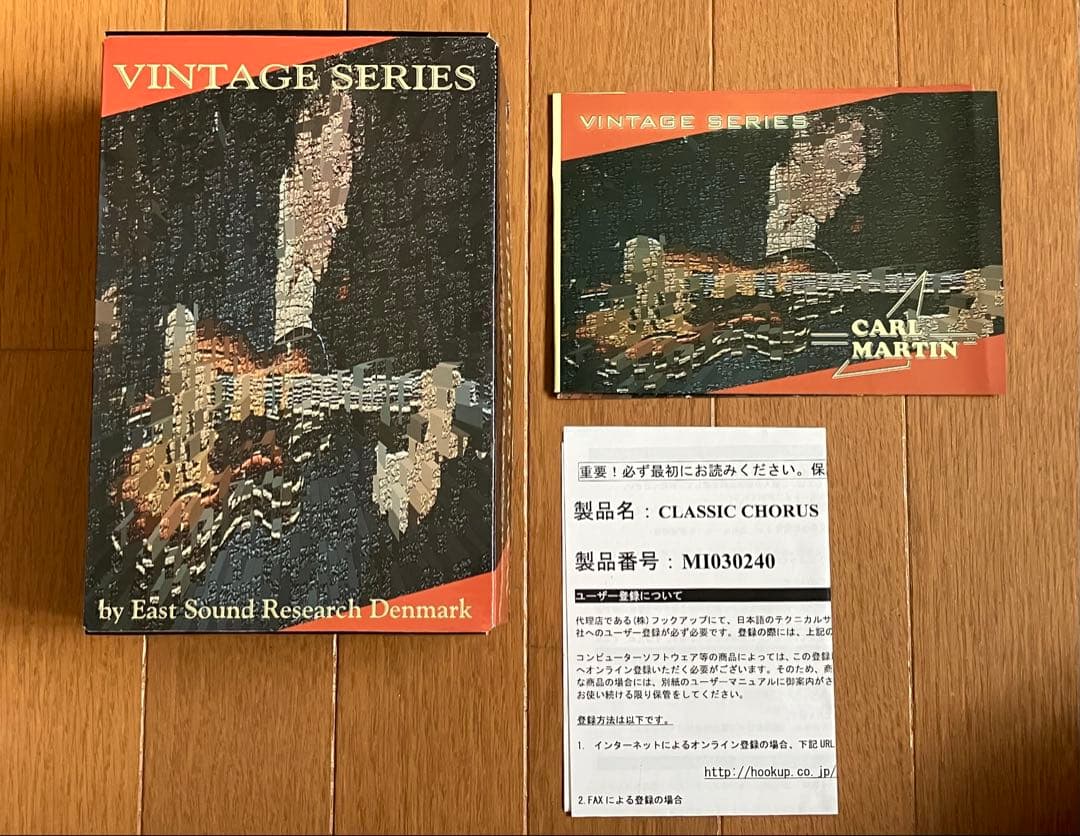 VINTAGE SERIES
by East Sound Research Denmark
VINTAGE SERIES
CARL
MARTIN
重要！必ず最初にお読みください。保
製品名：CLASSIC CHORUS
製品番号：MI030240
ユーザー登録について
代理店である(株)フックアップにて、日本語のテクニカルサ
社へのユーザー登録が必ず必要です。登録の際には、上記の
コンピューターソフトウェア等の商品によっては、この登録
へオンライン登録いただく必要がございます。そのため、商
な商品の場合には、別紙のユーザーマニュアルに御案内がさ
お使い続ける限り保管をしてください。
登録方法は以下です。
1. インターネットによるオンライン登録の場合、下記URL
http://hookup.co.jp/
2.FAXによる登録の場合